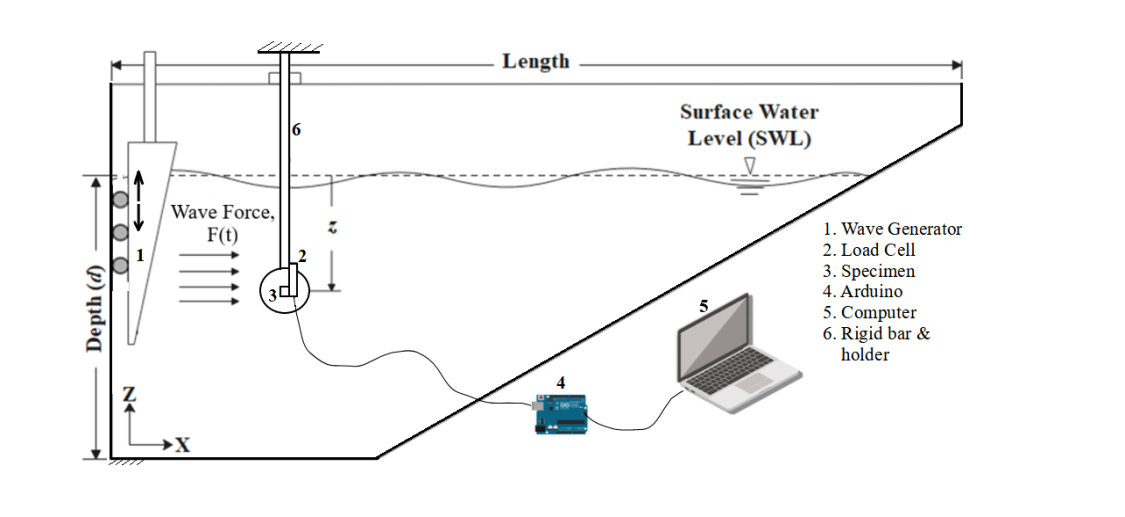 Length
6
Surface Water
Level (SWL)
Wave Force,
F(t)
z
1
2
3
Depth (d)
Z
X
4
5
1. Wave Generator
2. Load Cell
3. Specimen
4. Arduino
5. Computer
6. Rigid bar &
holder